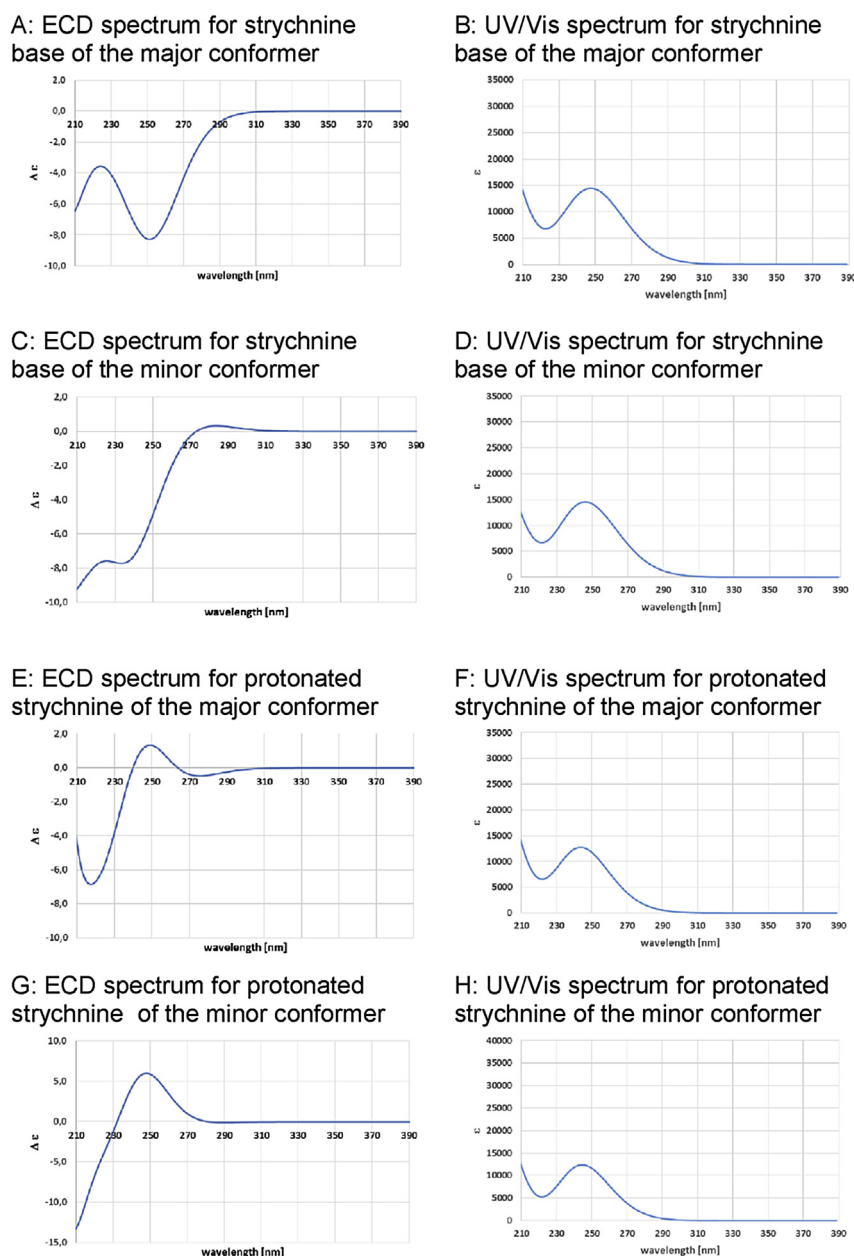 A: ECD spectrum for strychnine
base of the major conformer
2,0
0,0
210 230 250 270 290 310 330 350 370 390
-2,0
-4,0
-6,0
-8,0
-10,0
Δ ε
wavelength [nm]
B: UV/Vis spectrum for strychnine
base of the major conformer
35000
30000
25000
20000
15000
10000
5000
0
ε
210 230 250 270 290 310 330 350 370 390
wavelength [nm]
C: ECD spectrum for strychnine
base of the minor conformer
2,0
0,0
210 230 250 270 290 310 330 350 370 390
-2,0
-4,0
-6,0
-8,0
-10,0
Δ ε
wavelength [nm]
D: UV/Vis spectrum for strychnine
base of the minor conformer
35000
30000
25000
20000
15000
10000
5000
0
ε
210 230 250 270 290 310 330 350 370 390
wavelength [nm]
E: ECD spectrum for protonated
strychnine of the major conformer
2,0
0,0
210 230 250 270 290 310 330 350 370 390
-2,0
-4,0
-6,0
-8,0
-10,0
Δ ε
wavelength [nm]
F: UV/Vis spectrum for protonated
strychnine of the major conformer
35000
30000
25000
20000
15000
10000
5000
0
ε
210 230 250 270 290 310 330 350 370 390
wavelength [nm]
G: ECD spectrum for protonated
strychnine of the minor conformer
10,0
5,0
0,0
210 230 250 270 290 310 330 350 370 390
-5,0
-10,0
-15,0
Δ ε
wavelength [nm]
H: UV/Vis spectrum for protonated
strychnine of the minor conformer
40000
35000
30000
25000
20000
15000
10000
5000
0
ε
210 230 250 270 290 310 330 350 370 390
wavelength [nm]